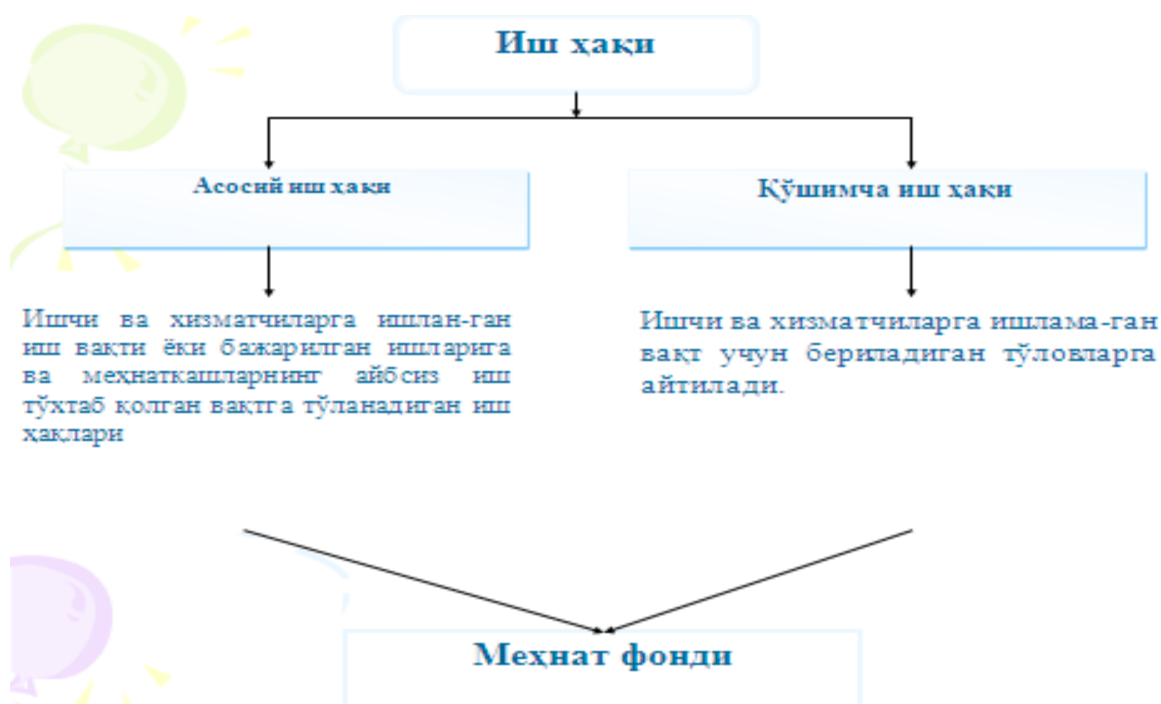 Иш ҳақи
Асосий иш ҳақи
Қўшимча иш ҳақи
Ишчи ва хизматчиларга ишлан-ган
иш вақти ёки бажарилган ишларига
ва меҳнаткашларнинг айбсиз иш
тўхтаб қолган вақтга тўланадиган иш
ҳақлари
Ишчи ва хизматчиларга ишлама-ган
вақт учун бериладиган тўловларга
айтилади.
Меҳнат фонди